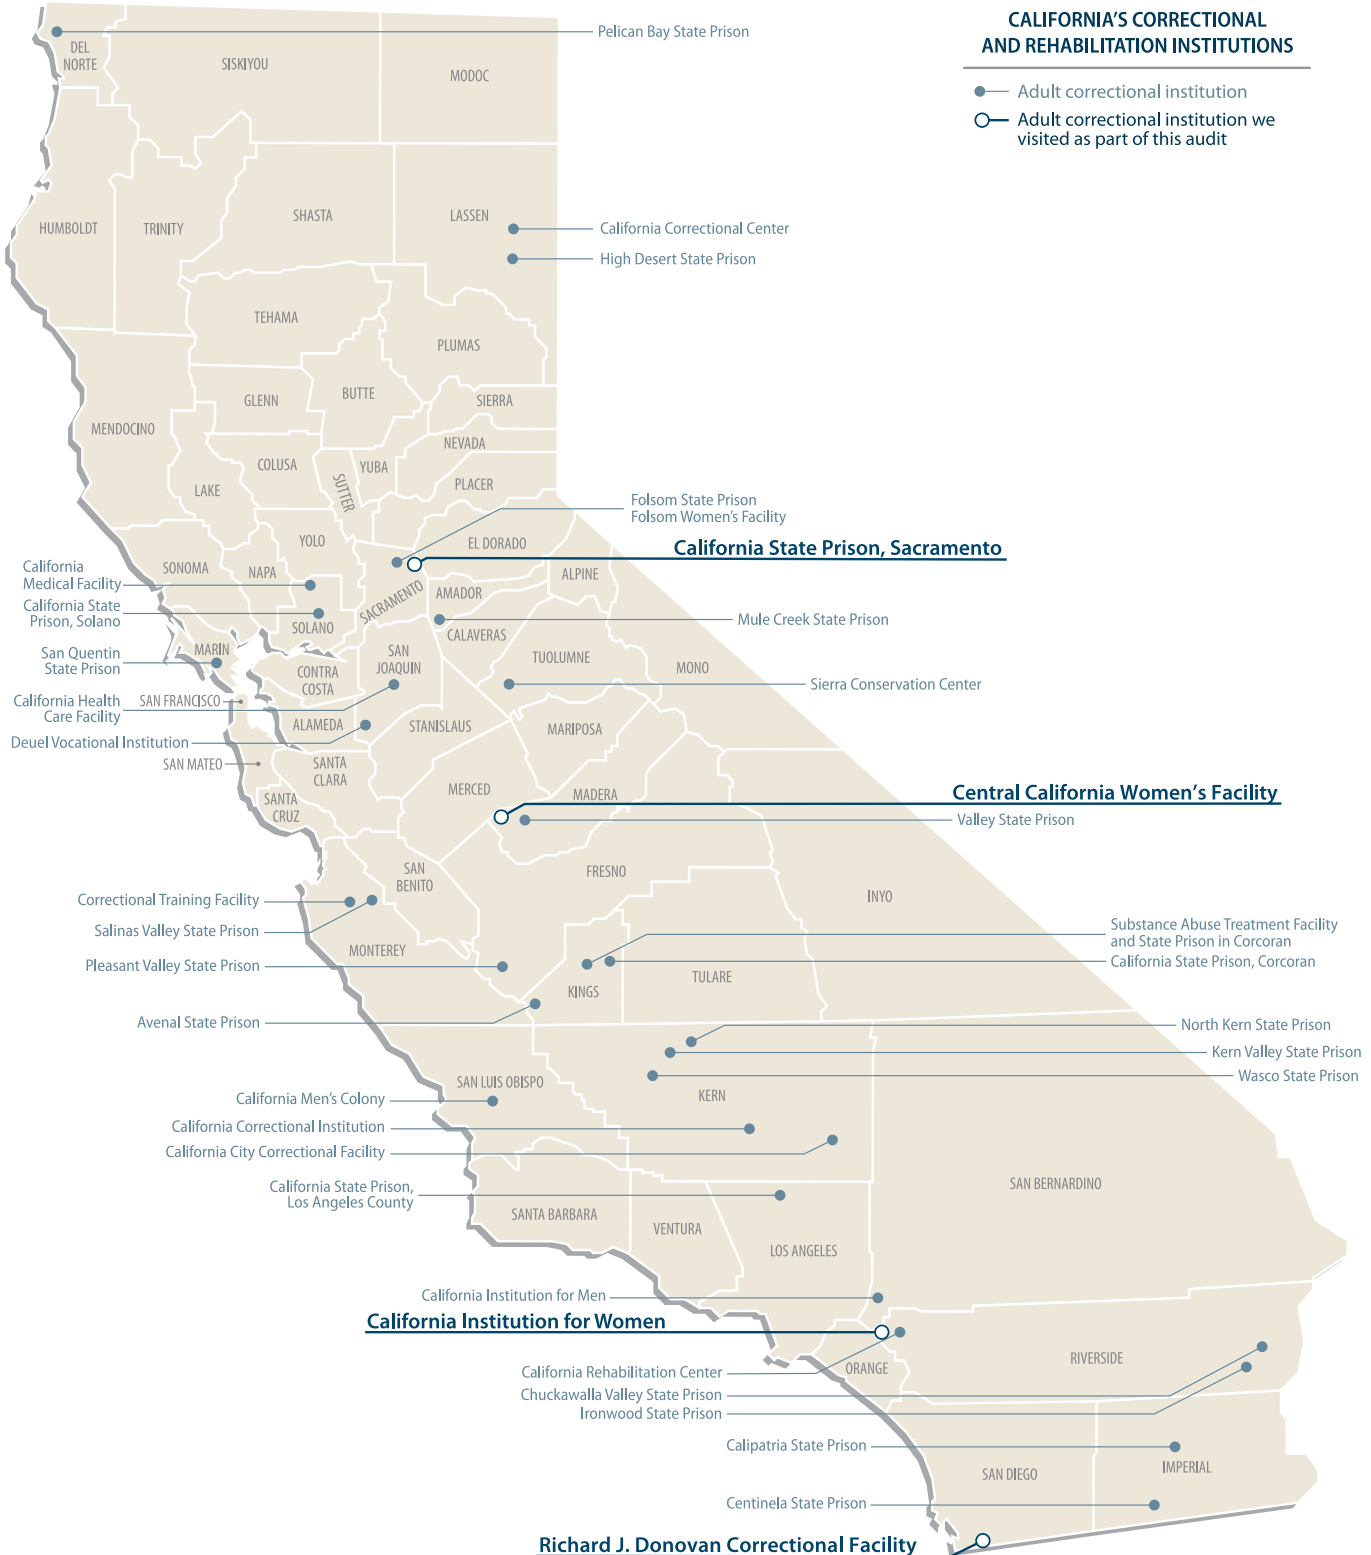 CALIFORNIA'S CORRECTIONAL
AND REHABILITATION INSTITUTIONS
Adult correctional institution
Adult correctional institution we
visited as part of this audit
Pelican Bay State Prison
DEL
NORTE
SISKIYOU
MODOC
HUMBOLDT
TRINITY
SHASTA
LASSEN
California Correctional Center
High Desert State Prison
TEHAMA
PLUMAS
GLENN
BUTTE
SIERRA
MENDOCINO
NEVADA
COLUSA
YUBA
SUTTER
PLACER
LAKE
Folsom State Prison
Folsom Women's Facility
YOLO
EL DORADO
California State Prison, Sacramento
SONOMA
NAPA
California
Medical Facility
ALPINE
SACRAMENTO
AMADOR
California State
Prison, Solano
SOLANO
Mule Creek State Prison
CALAVERAS
San Quentin
State Prison
MARIN
SAN
JOAQUIN
TUOLUMNE
MONO
CONTRA
COSTA
Sierra Conservation Center
California Health
Care Facility
SAN FRANCISCO
ALAMEDA
STANISLAUS
MARIPOSA
Deuel Vocational Institution
SAN MATEO
SANTA
CLARA
MERCED
MADERA
Central California Women's Facility
SANTA
CRUZ
Valley State Prison
SAN
BENITO
FRESNO
INYO
Correctional Training Facility
Salinas Valley State Prison
MONTEREY
Substance Abuse Treatment Facility
and State Prison in Corcoran
California State Prison, Corcoran
Pleasant Valley State Prison
KINGS
TULARE
Avenal State Prison
North Kern State Prison
Kern Valley State Prison
Wasco State Prison
SAN LUIS OBISPO
KERN
California Men's Colony
California Correctional Institution
California City Correctional Facility
California State Prison,
Los Angeles County
SAN BERNARDINO
SANTA BARBARA
VENTURA
LOS ANGELES
California Institution for Men
California Institution for Women
California Rehabilitation Center
ORANGE
RIVERSIDE
Chuckawalla Valley State Prison
Ironwood State Prison
Calipatria State Prison
SAN DIEGO
IMPERIAL
Centinela State Prison
Richard J. Donovan Correctional Facility